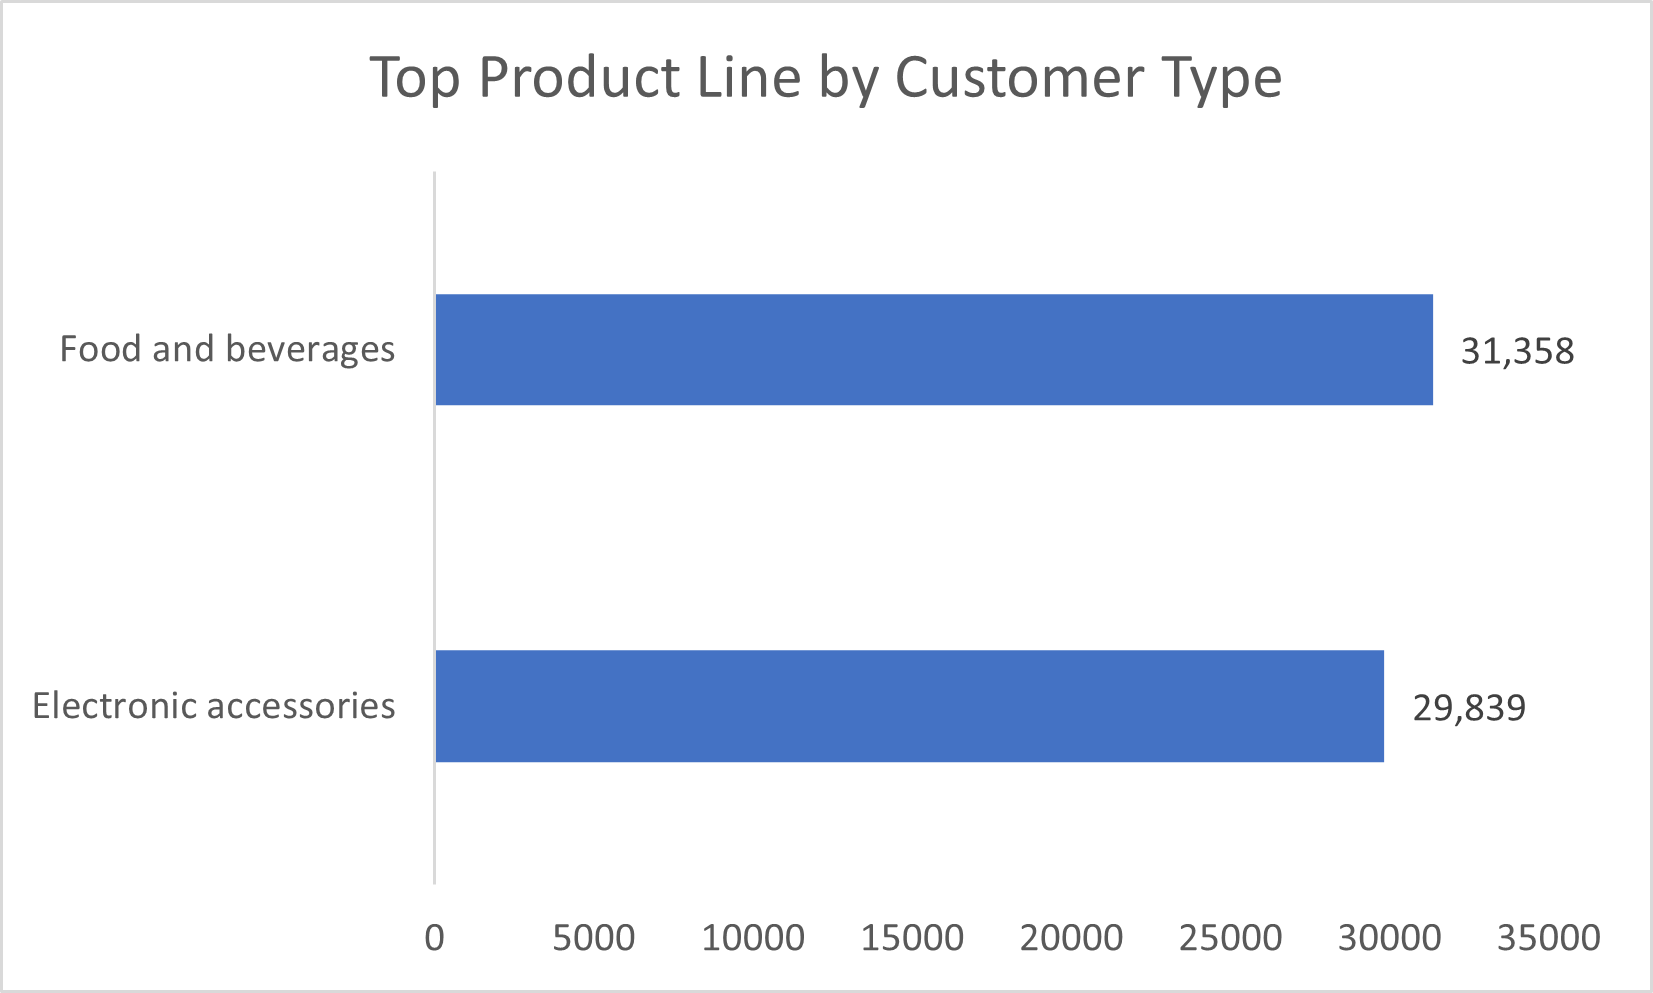 Top Product Line by Customer Type
Food and beverages
31,358
Electronic accessories
29,839
0 5000 10000 15000 20000 25000 30000 35000